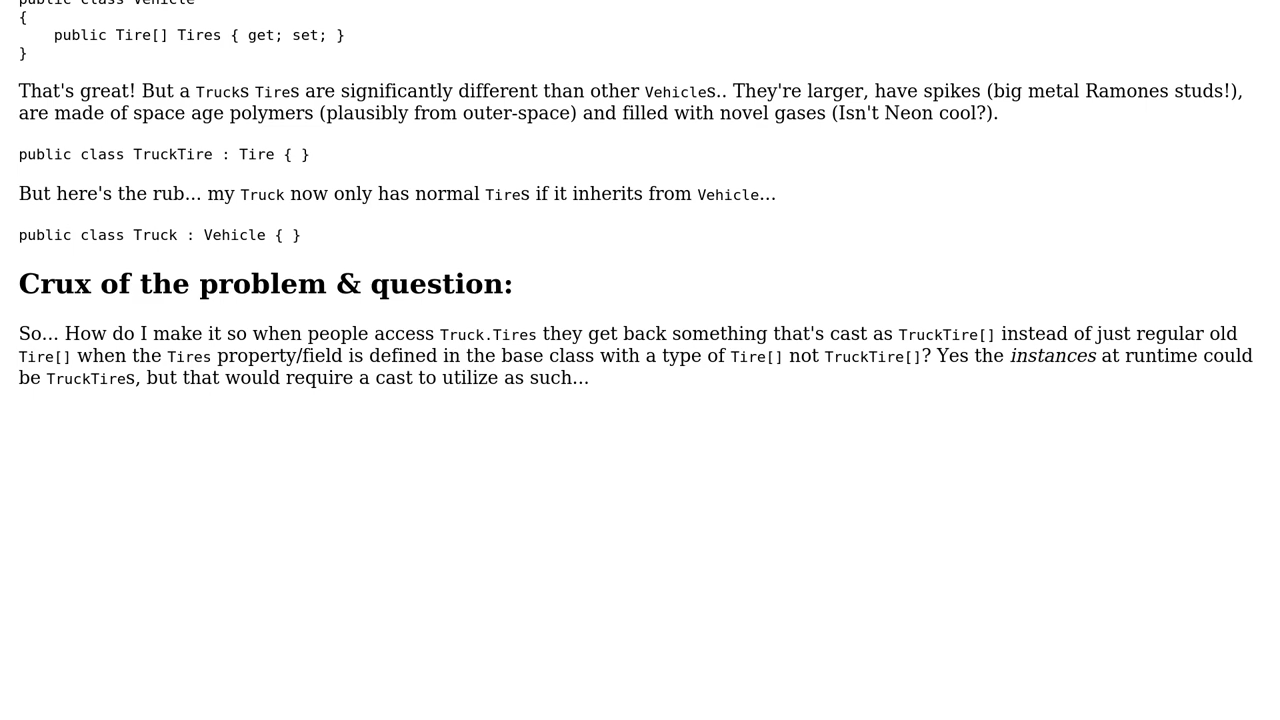 public class Vehicle
{
    public Tire[] Tires { get; set; }
}
That's great! But a Trucks Tires are significantly different than other Vehicles.. They're larger, have spikes (big metal Ramones studs!),
are made of space age polymers (plausibly from outer-space) and filled with novel gases (Isn't Neon cool?).
public class TruckTire : Tire { }
But here's the rub... my Truck now only has normal Tires if it inherits from Vehicle...
public class Truck : Vehicle { }
Crux of the problem & question:
So... How do I make it so when people access Truck.Tires they get back something that's cast as TruckTire[] instead of just regular old
Tire[] when the Tires property/field is defined in the base class with a type of Tire[] not TruckTire[]? Yes the instances at runtime could
be TruckTires, but that would require a cast to utilize as such...